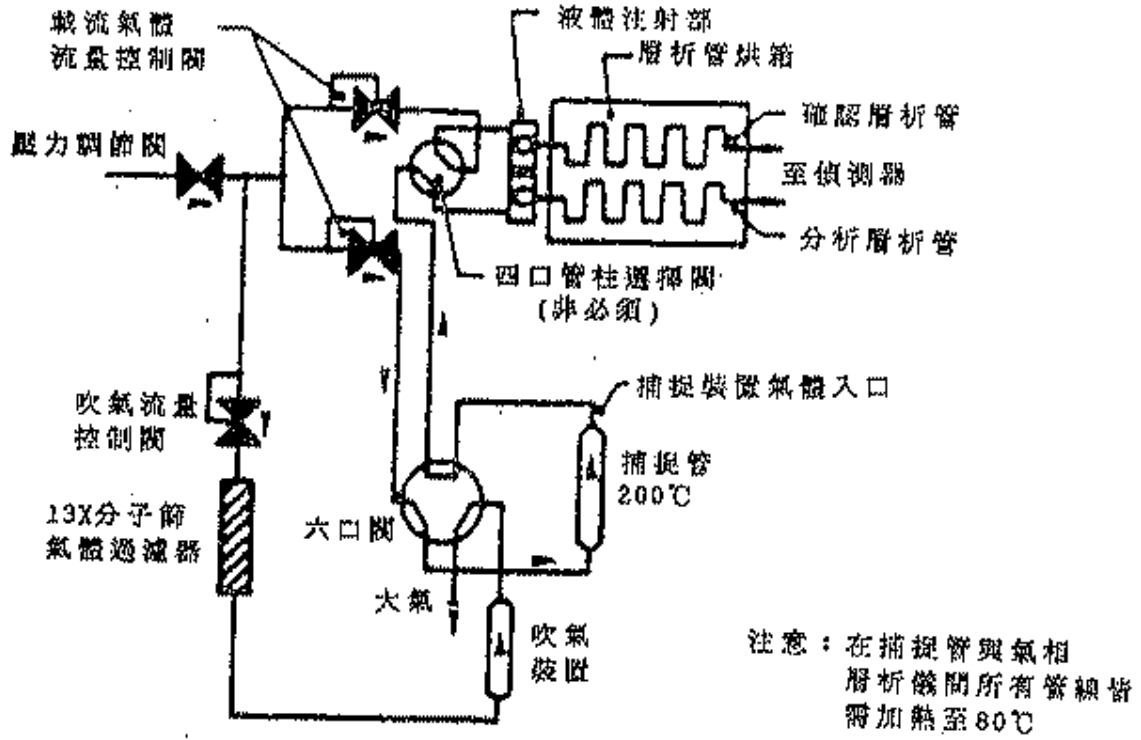 載流氣體
流量控制閥
液體注射部
層析管烘箱
確認層析管
壓力調節閥
至偵測器
分析層析管
四口管柱選擇閥
(非必須)
捕捉裝置氣體入口
吹氣流量
控制閥
捕捉管
200℃
13X分子篩
氣體過濾器
六口閥
大氣
吹氣
裝置
注意：在捕捉管與氣相
層析儀間所有管線皆
需加熱至80℃